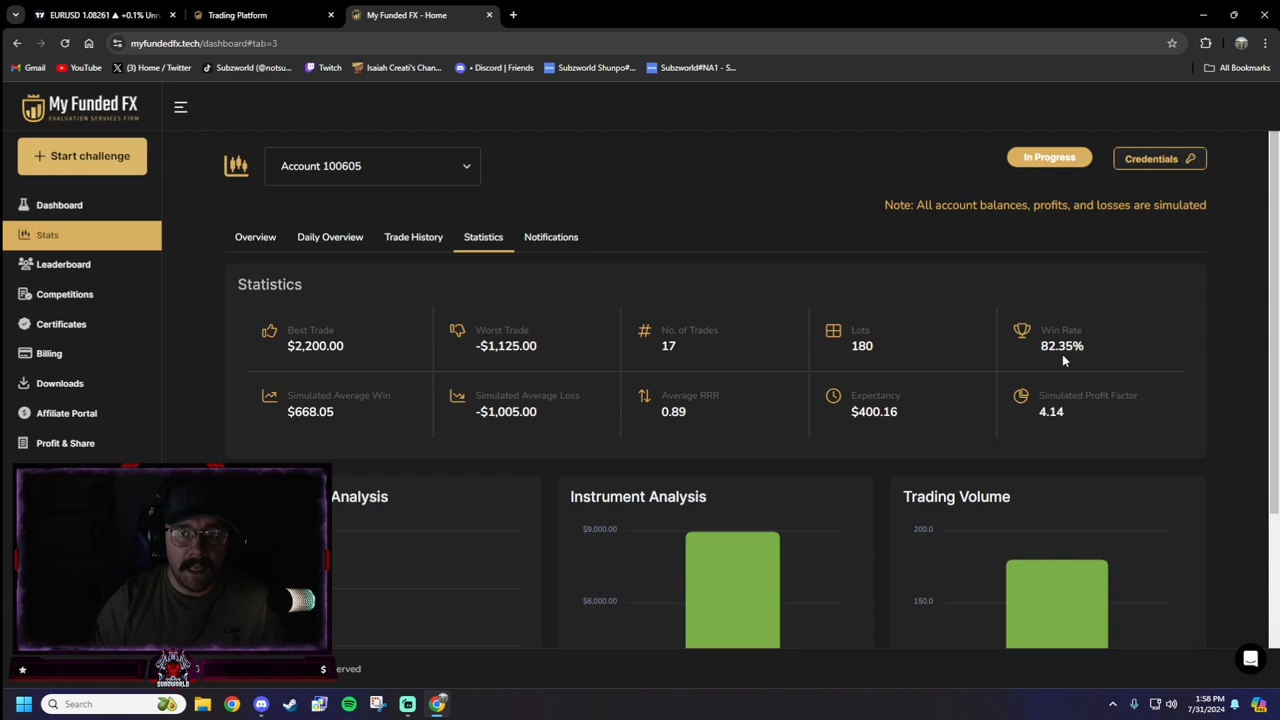 EURUSD 1.08261 ▲ +0.1% Unn
Trading Platform
My Funded FX - Home
myfundedfx.tech/dashboard#tab=3
Gmail
YouTube
(3) Home / Twitter
Subzworld (@notsu...
Twitch
Isaiah Creati's Chan...
• Discord | Friends
Subzworld Shunpo#...
Subzworld#NA1 - S...
All Bookmarks
My Funded FX
EVALUATION SERVICES FIRM
+ Start challenge
Dashboard
Stats
Leaderboard
Competitions
Certificates
Billing
Downloads
Affiliate Portal
Profit & Share
Account 100605
In Progress
Credentials
Note: All account balances, profits, and losses are simulated
Overview
Daily Overview
Trade History
Statistics
Notifications
Statistics
Best Trade
$2,200.00
Worst Trade
-$1,125.00
No. of Trades
17
Lots
180
Win Rate
82.35%
Simulated Average Win
$668.05
Simulated Average Loss
-$1,005.00
Average RRR
0.89
Expectancy
$400.16
Simulated Profit Factor
4.14
Analysis
Instrument Analysis
$9,000.00
$6,000.00
Trading Volume
200.0
150.0
erved
$
SUBZWORLD
Search
1:58 PM
7/31/2024